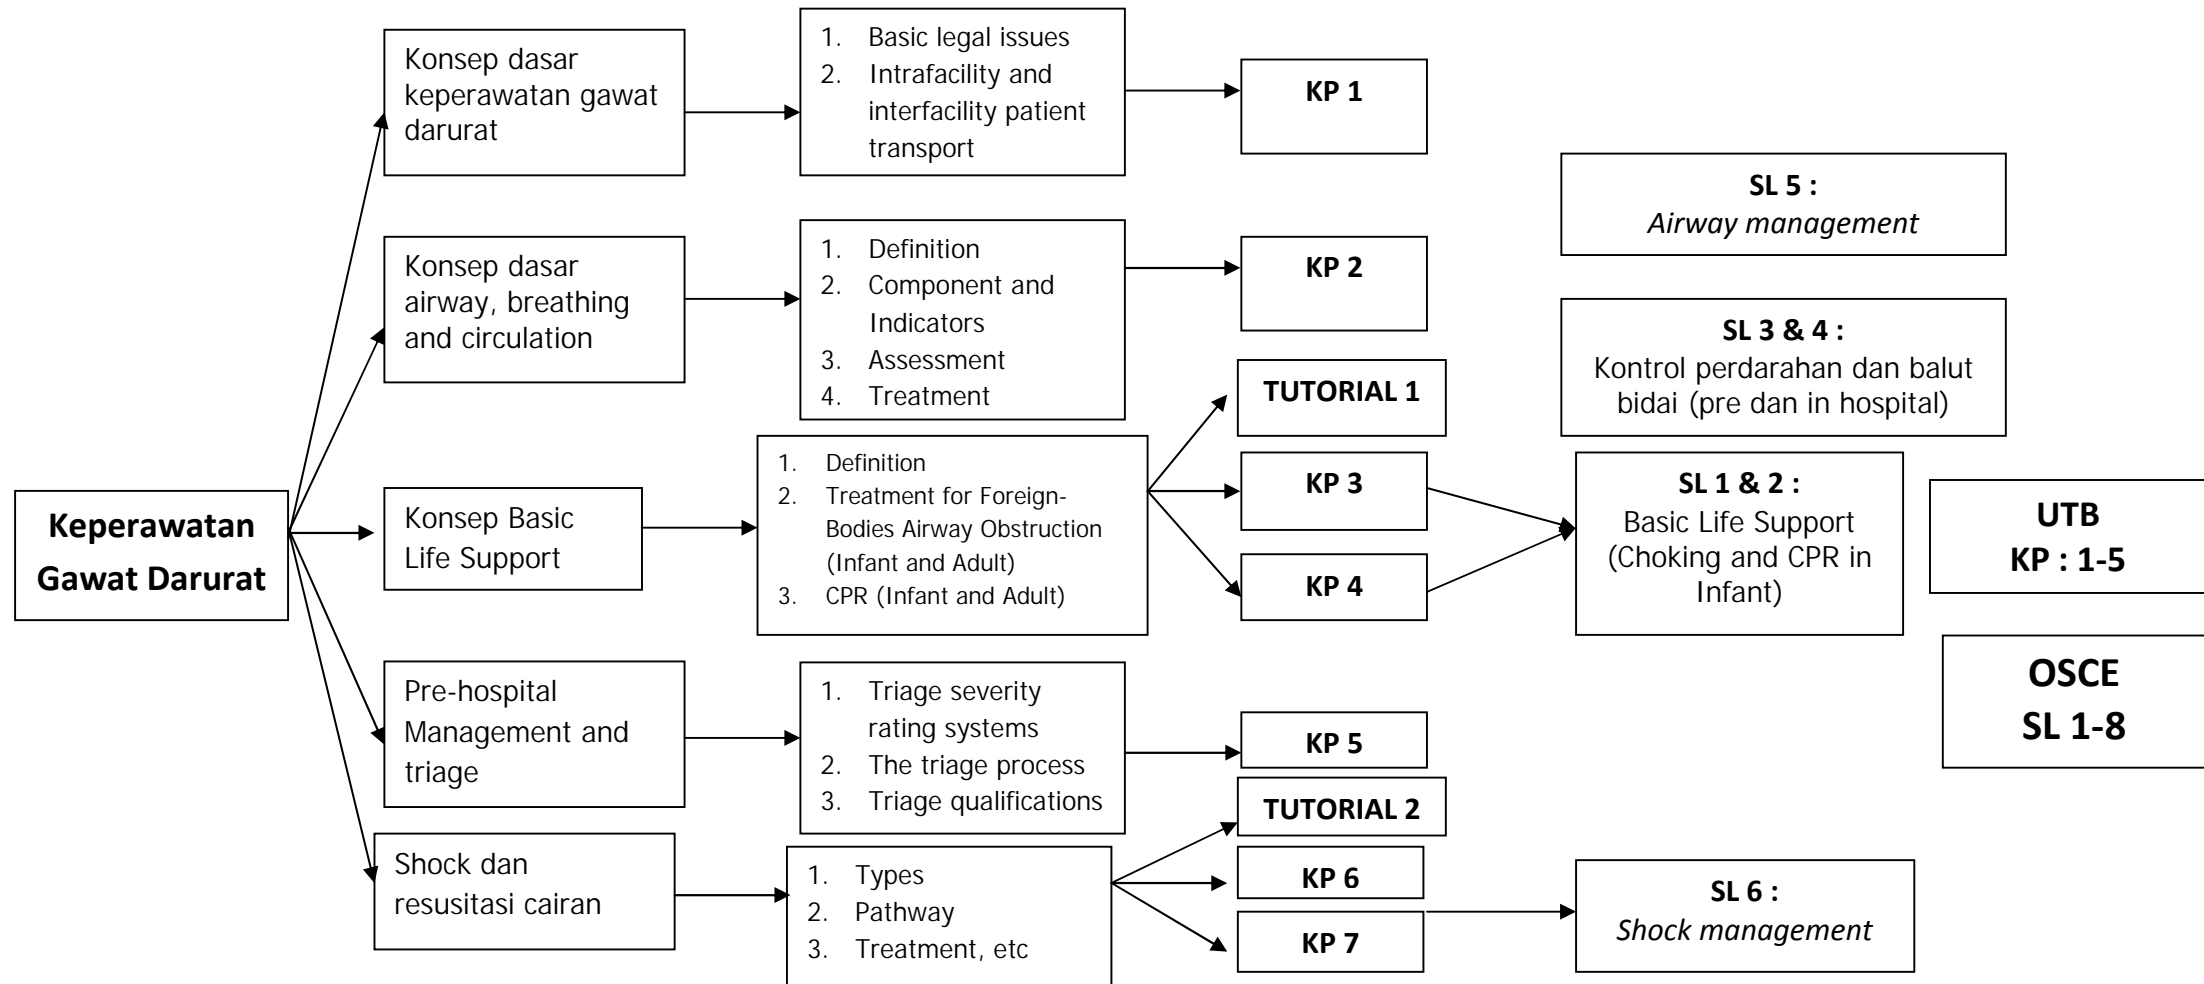 Keperawatan
Gawat Darurat
Konsep dasar
keperawatan gawat
darurat
1. Basic legal issues
2. Intrafacility and
interfacility patient
transport
KP 1
Konsep dasar
airway, breathing
and circulation
1. Definition
2. Component and
Indicators
3. Assessment
4. Treatment
KP 2
Konsep Basic
Life Support
1. Definition
2. Treatment for Foreign-
Bodies Airway Obstruction
(Infant and Adult)
3. CPR (Infant and Adult)
TUTORIAL 1
KP 3
KP 4
Pre-hospital
Management and
triage
1. Triage severity
rating systems
2. The triage process
3. Triage qualifications
KP 5
Shock dan
resusitasi cairan
1. Types
2. Pathway
3. Treatment, etc
TUTORIAL 2
KP 6
KP 7
SL 5 :
Airway management
SL 3 & 4 :
Kontrol perdarahan dan balut
bidai (pre dan in hospital)
SL 1 & 2 :
Basic Life Support
(Choking and CPR in
Infant)
SL 6 :
Shock management
UTB
KP : 1-5
OSCE
SL 1-8